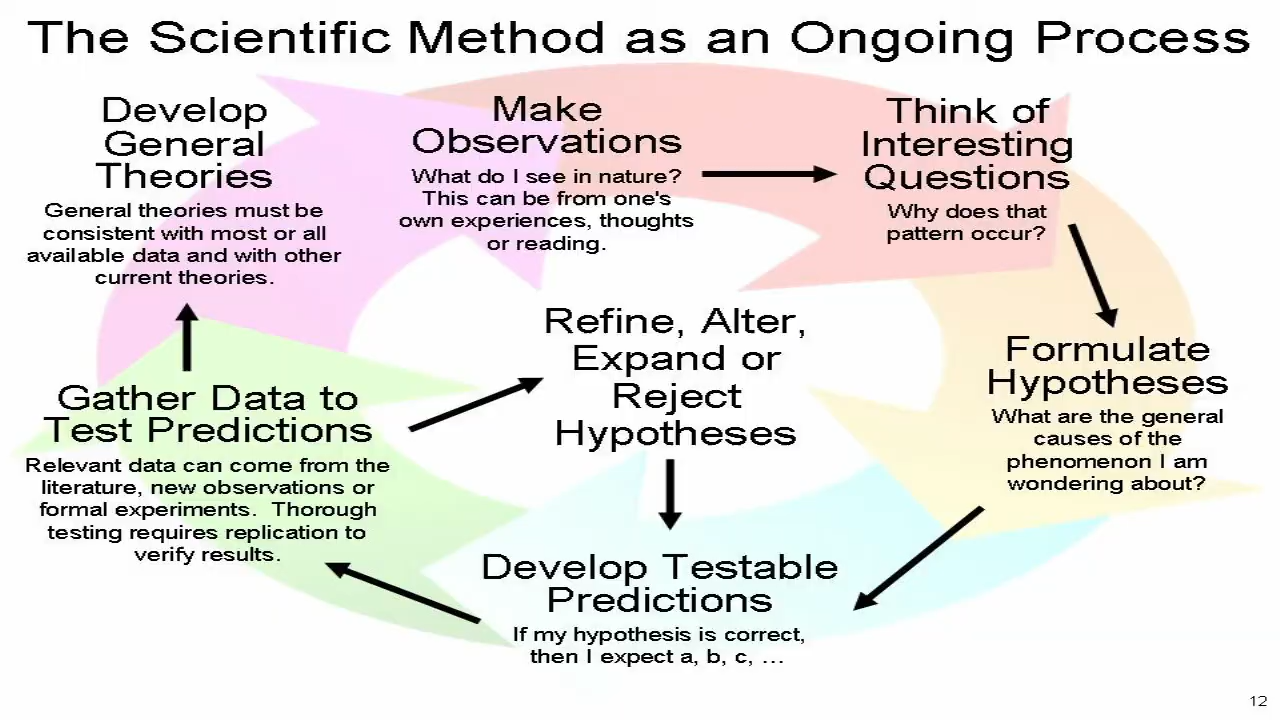 The Scientific Method as an Ongoing Process
Make
Observations
What do I see in nature?
This can be from one's
own experiences, thoughts
or reading.
Think of
Interesting
Questions
Why does that
pattern occur?
Formulate
Hypotheses
What are the general
causes of the
phenomenon I am
wondering about?
Develop Testable
Predictions
If my hypothesis is correct,
then I expect a, b, c, …
Gather Data to
Test Predictions
Relevant data can come from the
literature, new observations or
formal experiments.  Thorough
testing requires replication to
verify results.
Refine, Alter,
Expand or
Reject
Hypotheses
Develop
General
Theories
General theories must be
consistent with most or all
available data and with other
current theories.
12